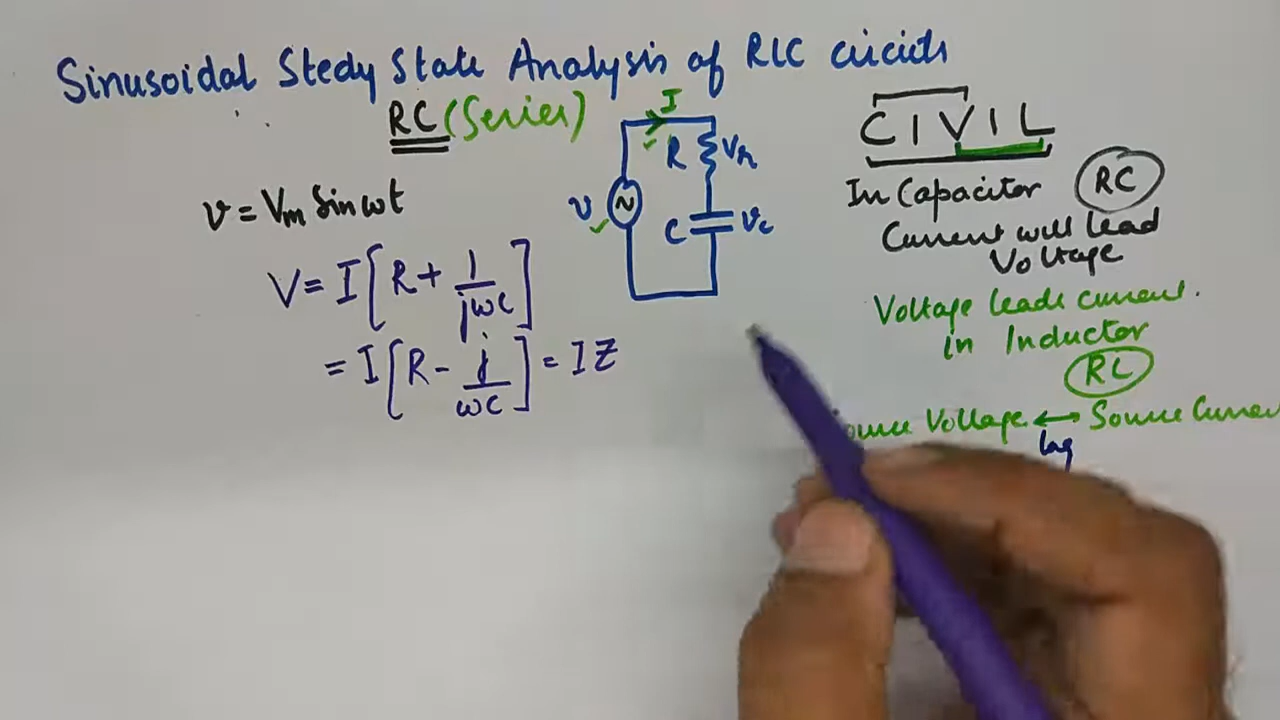 Sinusoidal Stedy State Analysis of RLC circuits
RC (Series)
I
R
VR
v
C
vc
v = Vm Sin ωt
V = I [ R + 1/jωc ]
= I [ R - j/ωc ] = IZ
CIVIL
In Capacitor RC
Current will lead
Voltage
Voltage leads current.
in Inductor
RL
Voltage ↔ Source Current
lag